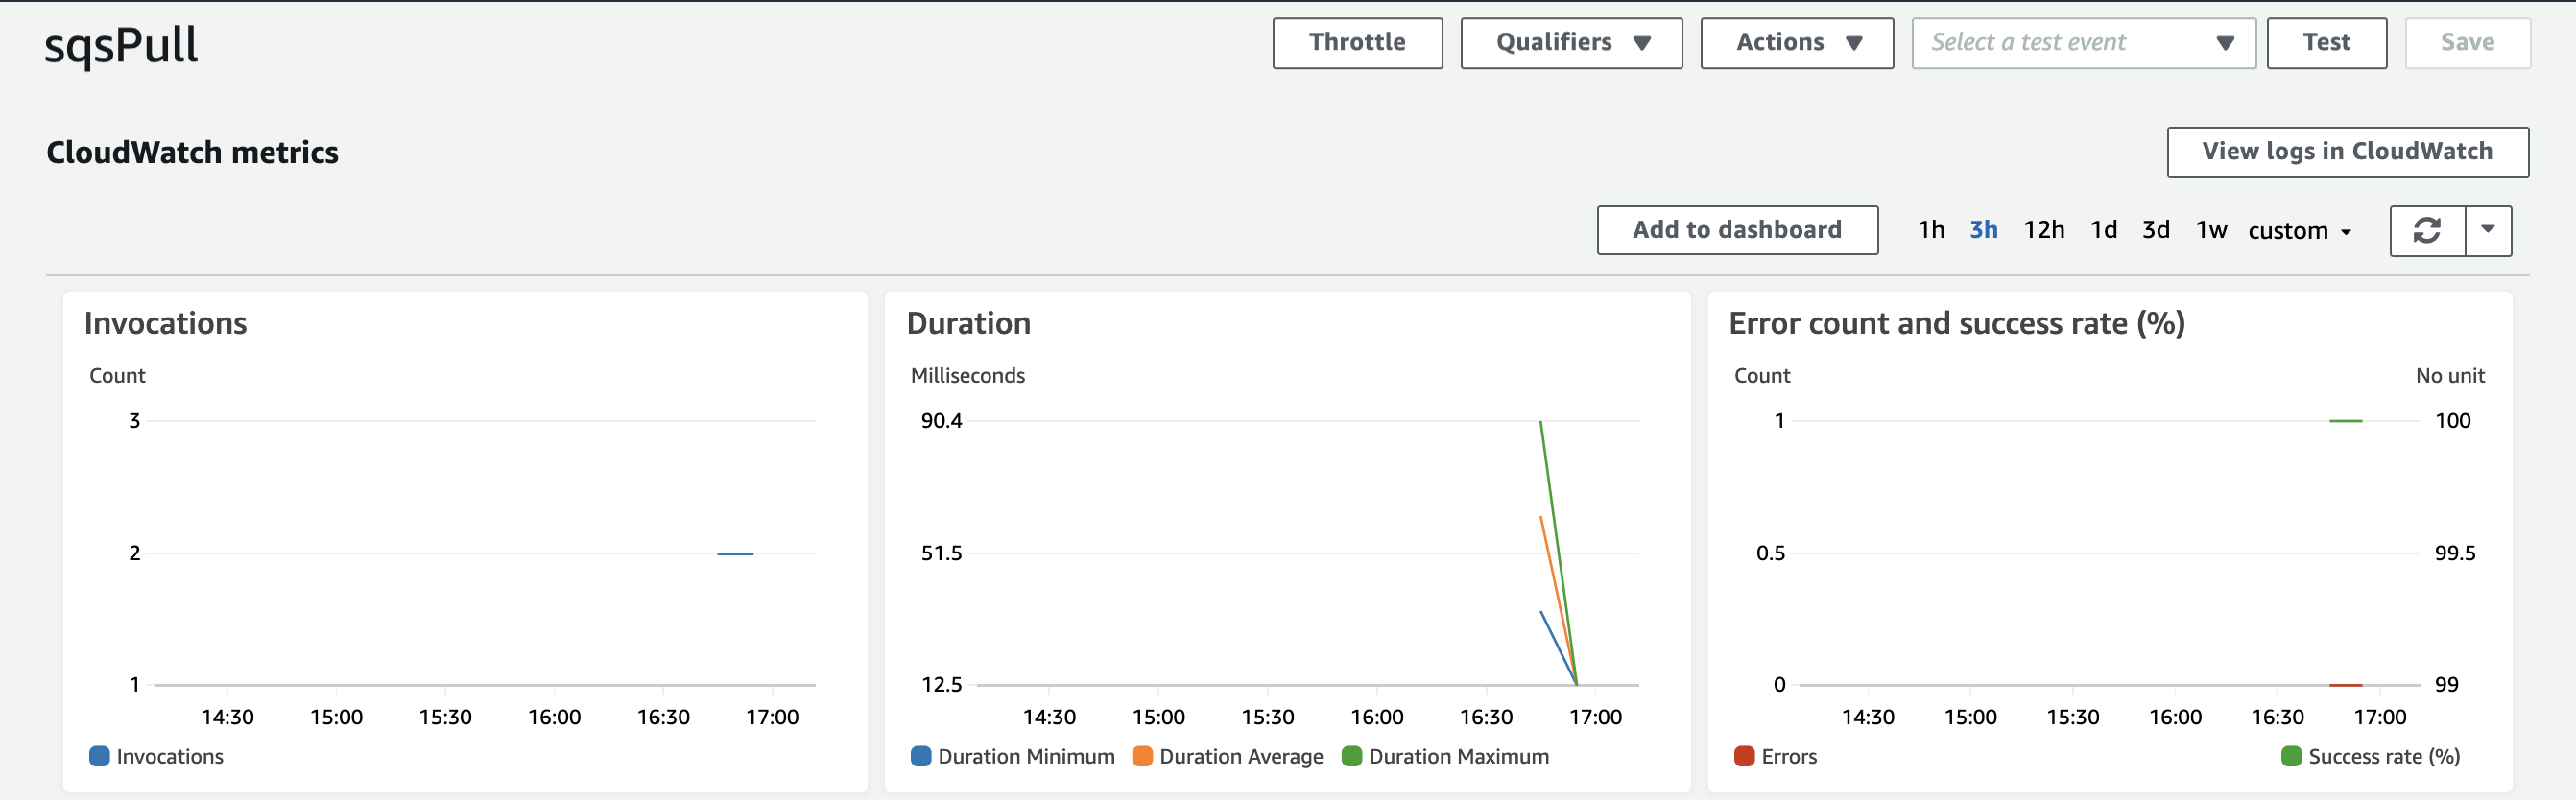 sqsPull
Throttle
Qualifiers
Actions
Select a test event
Test
Save
CloudWatch metrics
View logs in CloudWatch
Add to dashboard
1h 3h 12h 1d 3d 1w custom
Invocations
Count
3
2
1
14:30 15:00 15:30 16:00 16:30 17:00
Invocations
Duration
Milliseconds
90.4
51.5
12.5
14:30 15:00 15:30 16:00 16:30 17:00
Duration Minimum Duration Average Duration Maximum
Error count and success rate (%)
Count No unit
1 100
0.5 99.5
0 99
14:30 15:00 15:30 16:00 16:30 17:00
Errors Success rate (%)